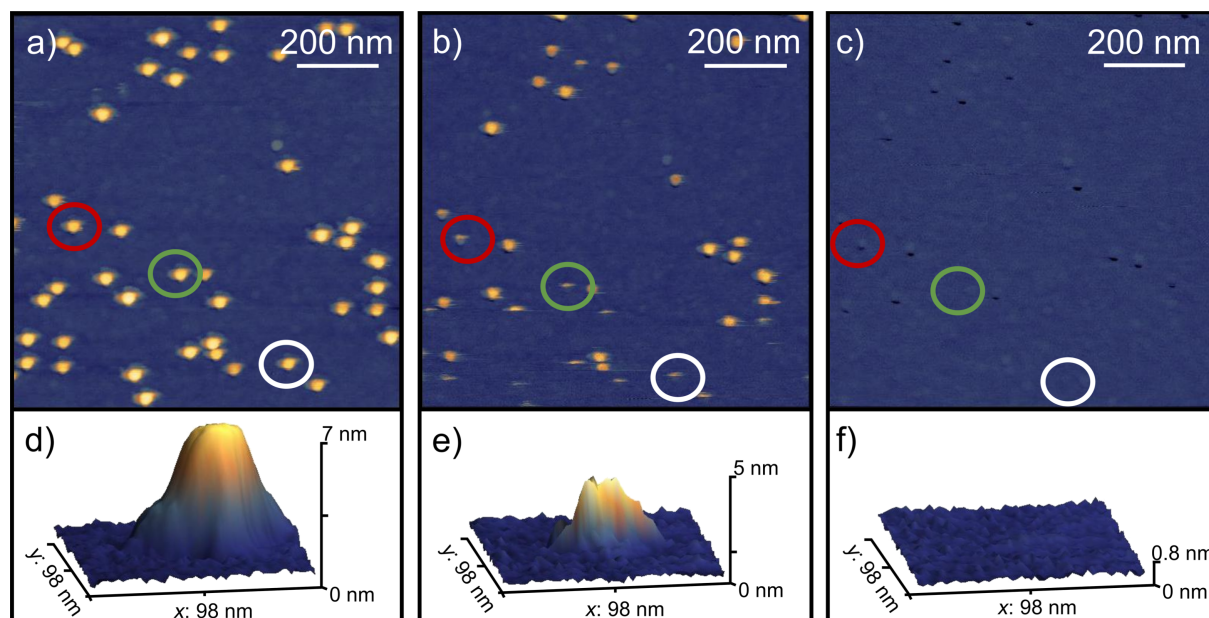 a)
200 nm
b)
200 nm
c)
200 nm
d)
7 nm
0 nm
y: 98 nm
x: 98 nm
e)
5 nm
0 nm
y: 98 nm
x: 98 nm
f)
0.8 nm
0 nm
y: 98 nm
x: 98 nm